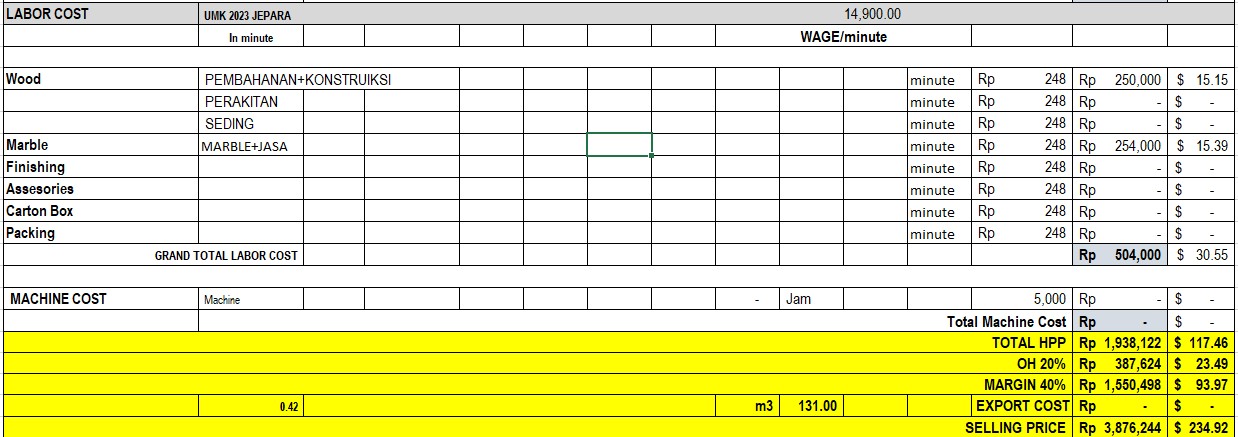 LABOR COST UMK 2023 JEPARA 14,900.00
In minute WAGE/minute
Wood PEMBAHANAN+KONSTRUIKSI minute Rp 248 Rp 250,000 $ 15.15
PERAKITAN minute Rp 248 Rp - $ -
SEDING minute Rp 248 Rp - $ -
Marble MARBLE+JASA minute Rp 248 Rp 254,000 $ 15.39
Finishing minute Rp 248 Rp - $ -
Assesories minute Rp 248 Rp - $ -
Carton Box minute Rp 248 Rp - $ -
Packing minute Rp 248 Rp - $ -
GRAND TOTAL LABOR COST Rp 504,000 $ 30.55
MACHINE COST Machine - Jam 5,000 Rp - $ -
Total Machine Cost Rp - $ -
TOTAL HPP Rp 1,938,122 $ 117.46
OH 20% Rp 387,624 $ 23.49
MARGIN 40% Rp 1,550,498 $ 93.97
0.42 m3 131.00 EXPORT COST Rp - $ -
SELLING PRICE Rp 3,876,244 $ 234.92